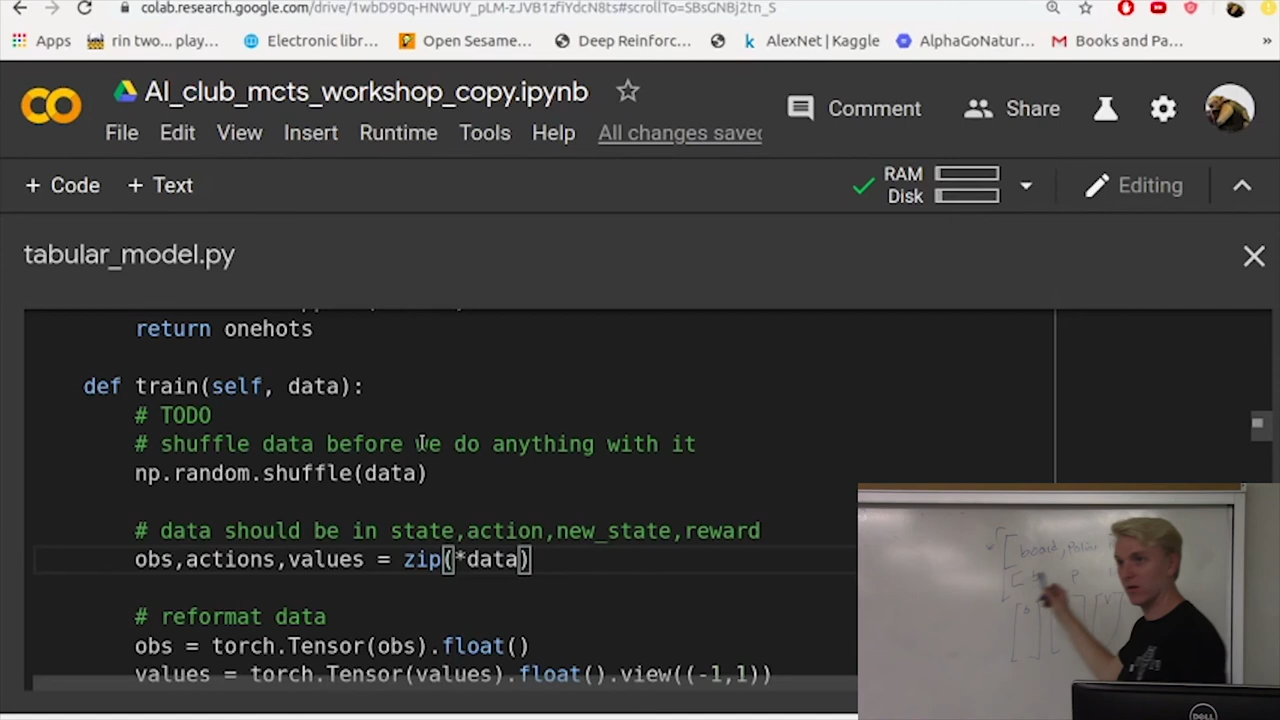 colab.research.google.com/drive/1wbD9Dq-HNWUY_pLM-zJVB1zfiYdcN8ts#scrollTo=SBsGNBj2tn_S
Apps rin two... play... Electronic libr... Open Sesame... Deep Reinforc... AlexNet | Kaggle AlphaGoNatur... Books and Pa... »
CO AI_club_mcts_workshop_copy.ipynb
Comment Share
File Edit View Insert Runtime Tools Help All changes saved
+ Code + Text RAM Disk Editing
tabular_model.py
return onehots
def train(self, data):
# TODO
# shuffle data before we do anything with it
np.random.shuffle(data)
# data should be in state,action,new_state,reward
obs,actions,values = zip(*data)
# reformat data
obs = torch.Tensor(obs).float()
values = torch.Tensor(values).float().view((-1,1))
board,
P
B V
DELL